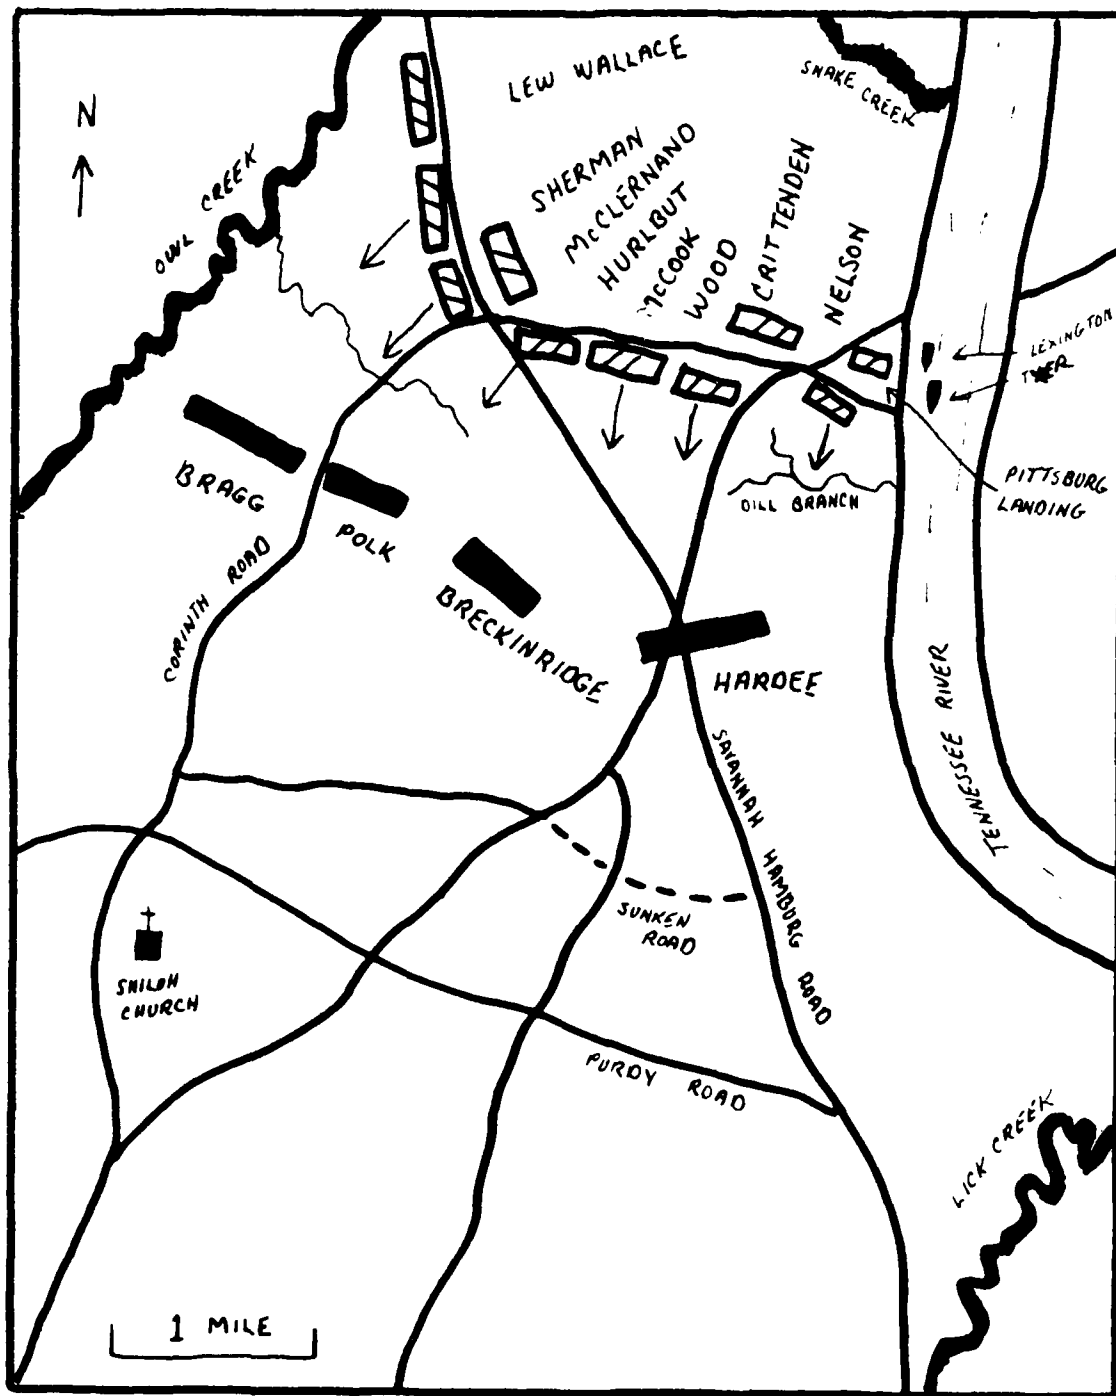 N
OWL CREEK
LEW WALLACE
SNAKE CREEK
SHERMAN
McCLERNAND
HURLBUT
McCOOK
WOOD
CRITTENDEN
NELSON
LEXINGTON
PITTSBURG
LANDING
DILL BRANCH
BRAGG
POLK
BRECKINRIDGE
HARDEE
CORINTH ROAD
TENNESSEE RIVER
SAVANNAH HAMBURG ROAD
SUNKEN
ROAD
SHILOH
CHURCH
PURDY ROAD
LICK CREEK
1 MILE